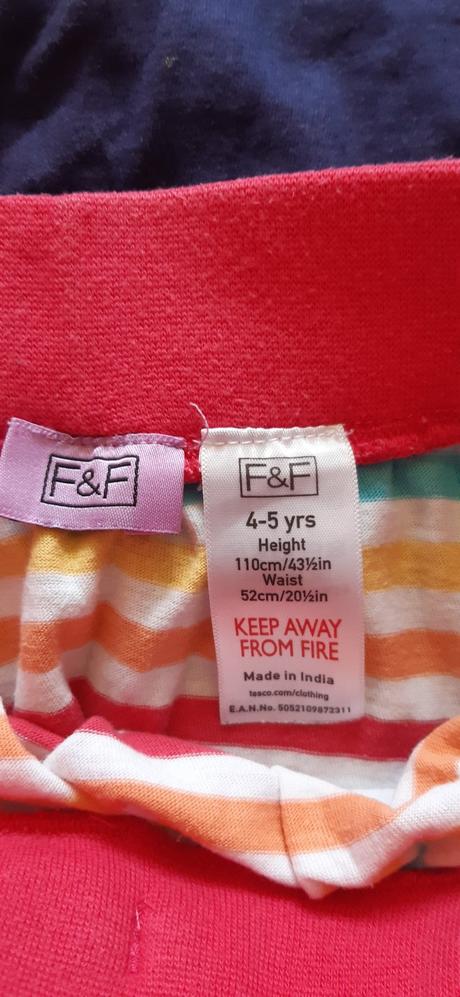 F&F
F&F
4-5 yrs
Height
110cm/43½in
Waist
52cm/20½in
KEEP AWAY
FROM FIRE
Made in India
tesco.com/clothing
E.A.N.No. 5052109872311